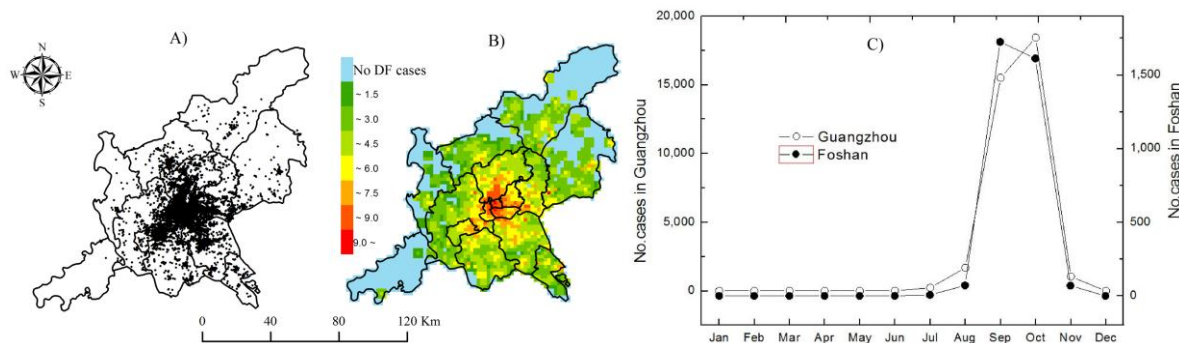 A)
N
W E
S
0 40 80 120 Km
B)
No DF cases
~ 1.5
~ 3.0
~ 4.5
~ 6.0
~ 7.5
~ 9.0
9.0 ~
C)
No.cases in Guangzhou
20,000
15,000
10,000
5,000
0
Guangzhou
Foshan
1,500
1,000
500
0
No.cases in Foshan
Jan Feb Mar Apr May Jun Jul Aug Sep Oct Nov Dec